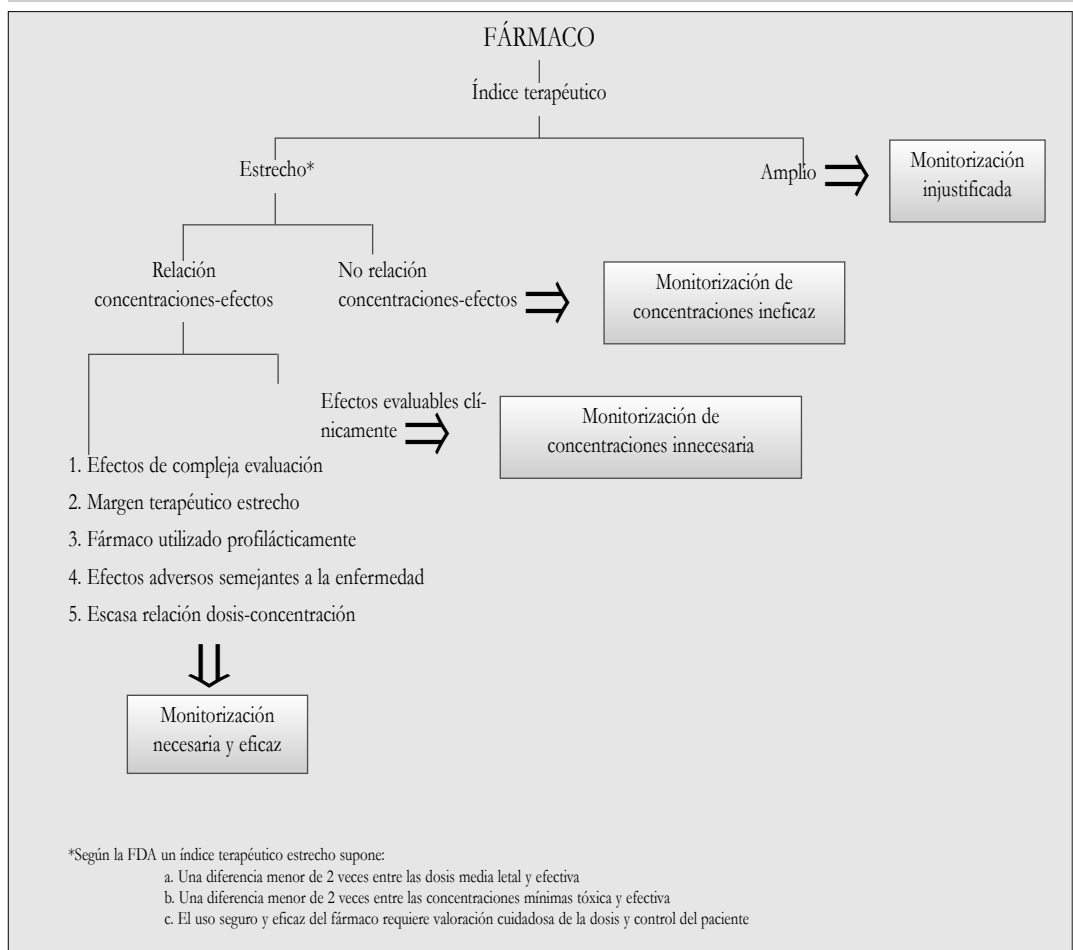 FÁRMACO
Índice terapéutico
Estrecho*
Amplio
Monitorización
injustificada
Relación
concentraciones-efectos
No relación
concentraciones-efectos
Monitorización de
concentraciones ineficaz
Efectos evaluables clí-
nicamente
Monitorización de
concentraciones innecesaria
1. Efectos de compleja evaluación
2. Margen terapéutico estrecho
3. Fármaco utilizado profilácticamente
4. Efectos adversos semejantes a la enfermedad
5. Escasa relación dosis-concentración
Monitorización
necesaria y eficaz
*Según la FDA un índice terapéutico estrecho supone:
a. Una diferencia menor de 2 veces entre las dosis media letal y efectiva
b. Una diferencia menor de 2 veces entre las concentraciones mínimas tóxica y efectiva
c. El uso seguro y eficaz del fármaco requiere valoración cuidadosa de la dosis y control del paciente